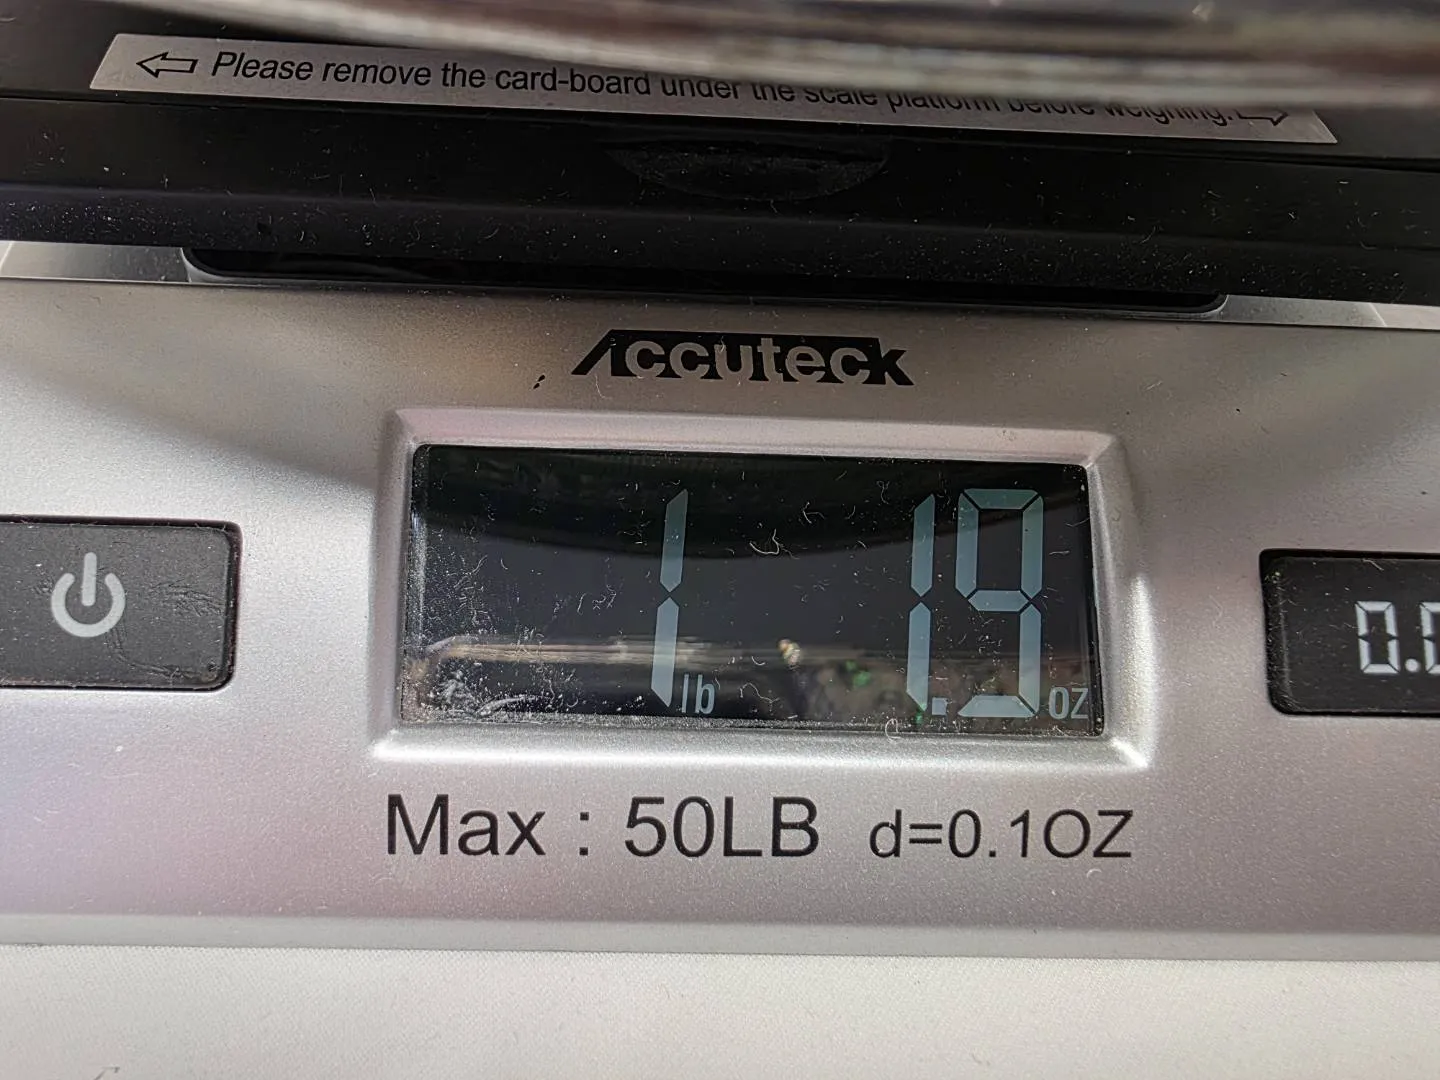 Please remove the card-board under the scale platform before weighing.
Accuteck
1 lb 1.9 oz
0.0
Max : 50LB d=0.1OZ